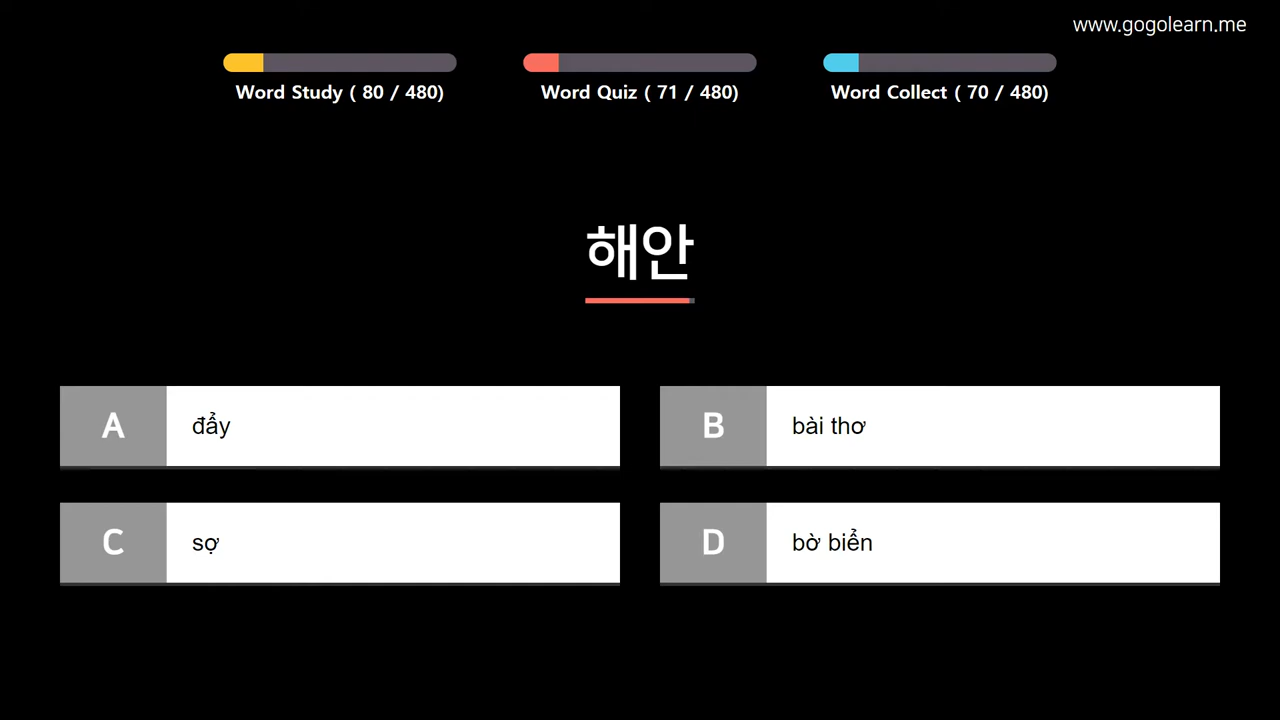 www.gogolearn.me
Word Study ( 80 / 480)
Word Quiz ( 71 / 480)
Word Collect ( 70 / 480)
해안
A
đẩy
B
bài thơ
C
sợ
D
bờ biển